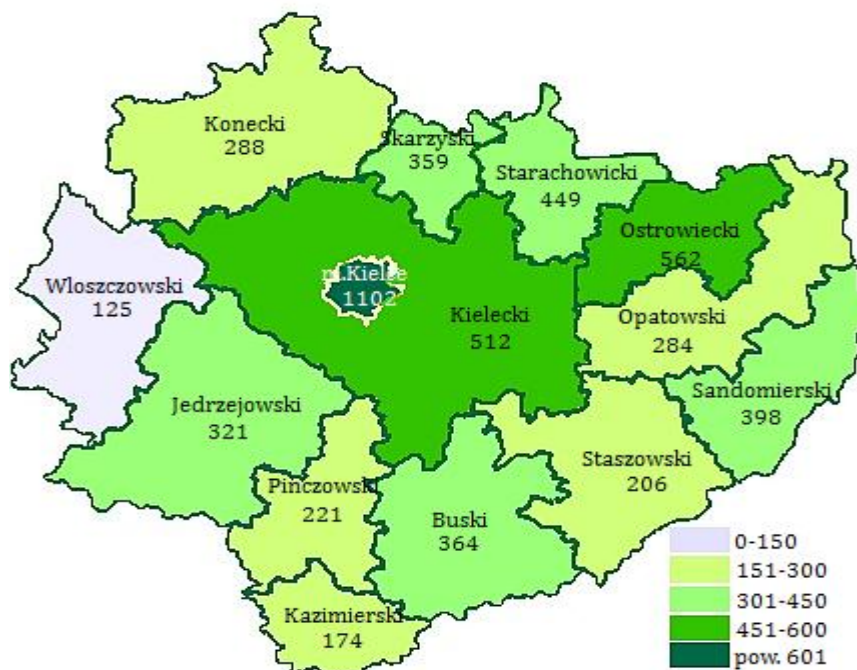 Konecki
288
Skarzyski
359
Starachowicki
449
Ostrowiecki
562
Wloszczowski
125
m.Kielce
1102
Kielecki
512
Opatowski
284
Sandomierski
398
Jedrzejowski
321
Staszowski
206
Pinczowski
221
Buski
364
Kazimierski
174
0-150
151-300
301-450
451-600
pow. 601